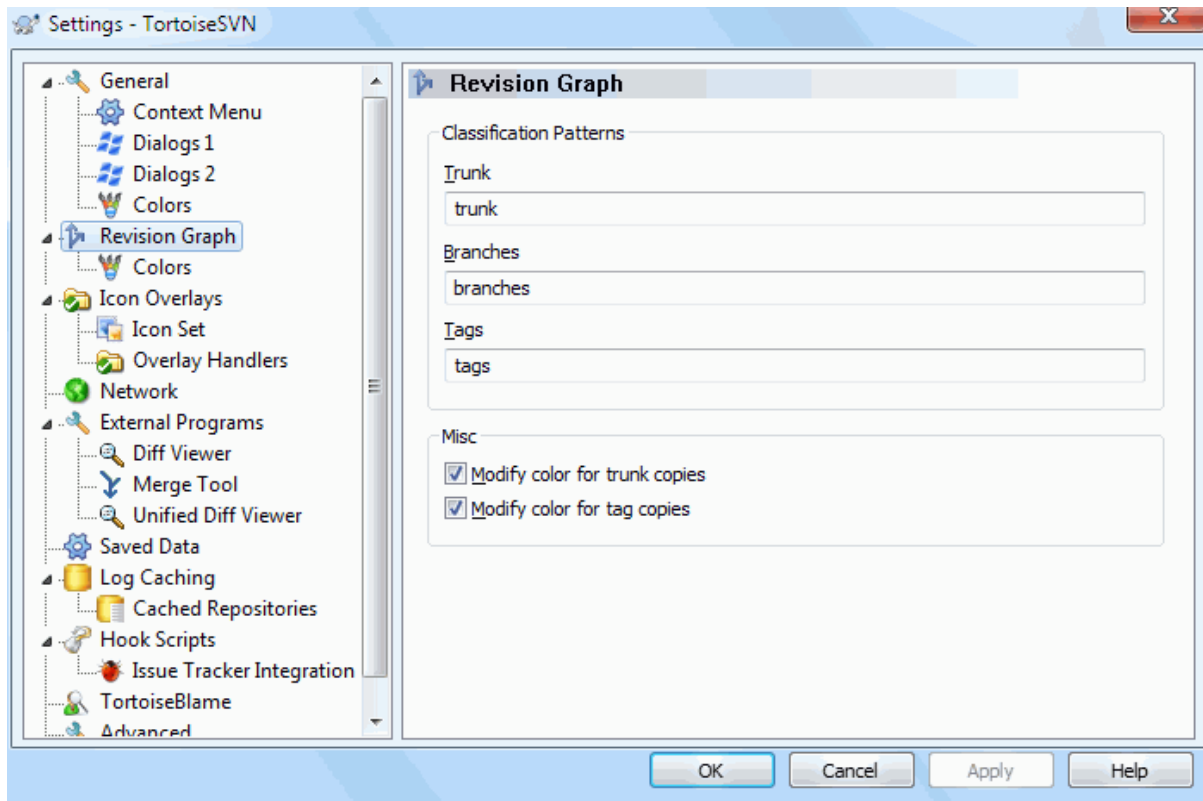 Settings - TortoiseSVN
General
Context Menu
Dialogs 1
Dialogs 2
Colors
Revision Graph
Colors
Icon Overlays
Icon Set
Overlay Handlers
Network
External Programs
Diff Viewer
Merge Tool
Unified Diff Viewer
Saved Data
Log Caching
Cached Repositories
Hook Scripts
Issue Tracker Integration
TortoiseBlame
Advanced
Revision Graph
Classification Patterns
Trunk
trunk
Branches
branches
Tags
tags
Misc
Modify color for trunk copies
Modify color for tag copies
OK
Cancel
Apply
Help